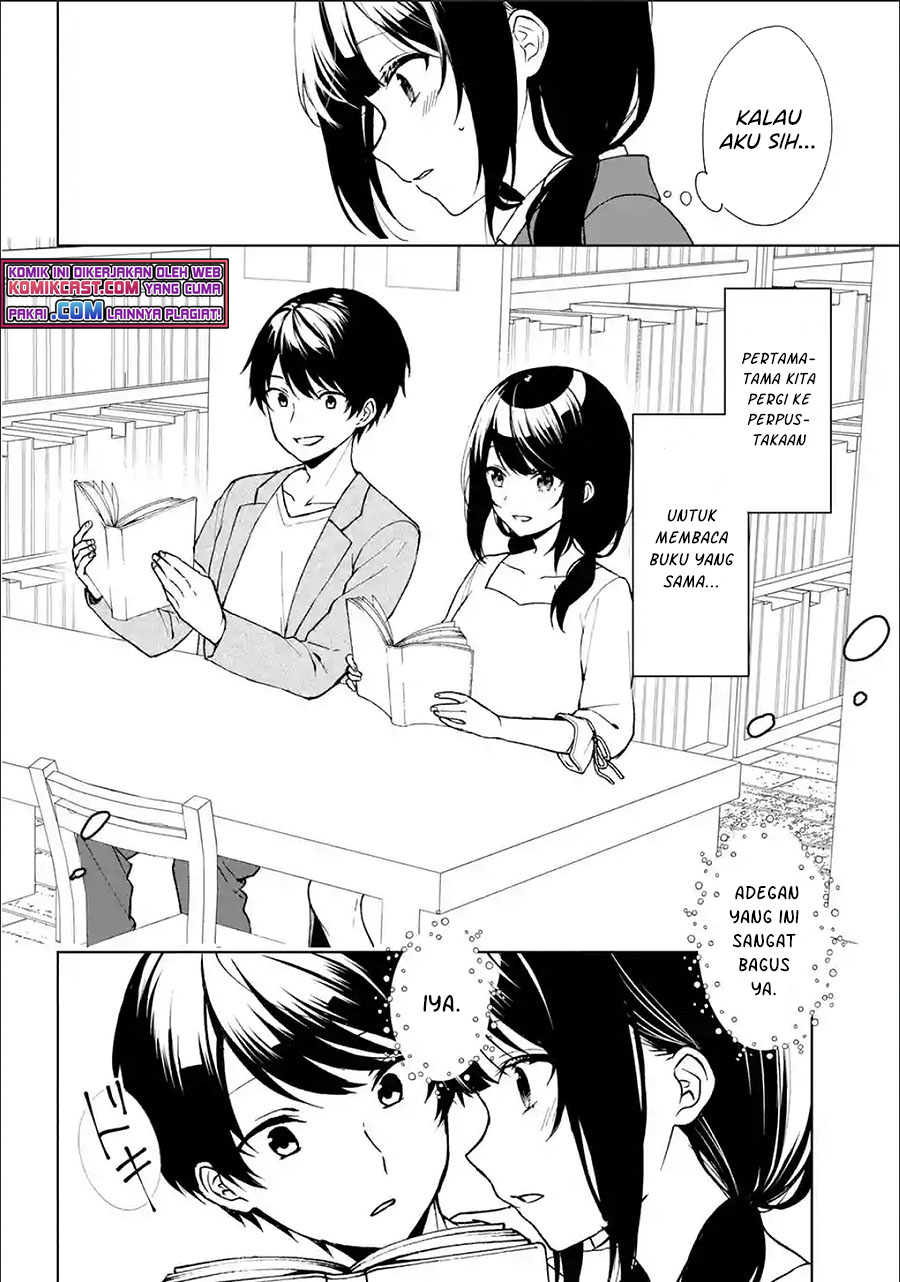 KALAU
AKU SIH...
KOMIK INI DIKERJAKAN OLEH WEB
KOMIKCAST.COM YANG CUMA
PAKAI .COM LAINNYA PLAGIAT!
PERTAMA-
TAMA KITA
PERGI KE
PERPUS-
TAKAAN
UNTUK
MEMBACA
BUKU YANG
SAMA...
ADEGAN
YANG INI
SANGAT
BAGUS
YA.
IYA.
ドキ